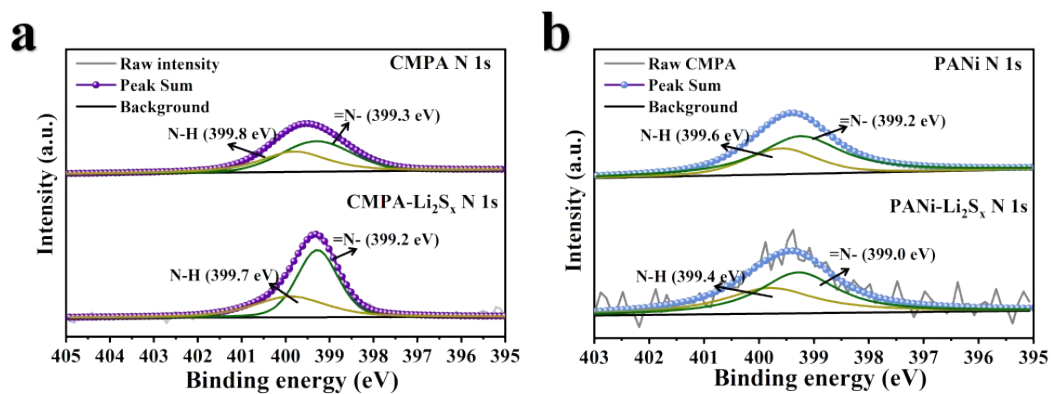 a
Intensity (a.u.)
Raw intensity
Peak Sum
Background
CMPA N 1s
N-H (399.8 eV)
=N- (399.3 eV)
CMPA-Li₂Sₓ N 1s
=N- (399.2 eV)
N-H (399.7 eV)
405 404 403 402 401 400 399 398 397 396 395
Binding energy (eV)
b
Intensity (a.u.)
Raw CMPA
Peak Sum
Background
PANi N 1s
N-H (399.6 eV)
=N- (399.2 eV)
PANi-Li₂Sₓ N 1s
=N- (399.0 eV)
N-H (399.4 eV)
403 402 401 400 399 398 397 396 395
Binding energy (eV)